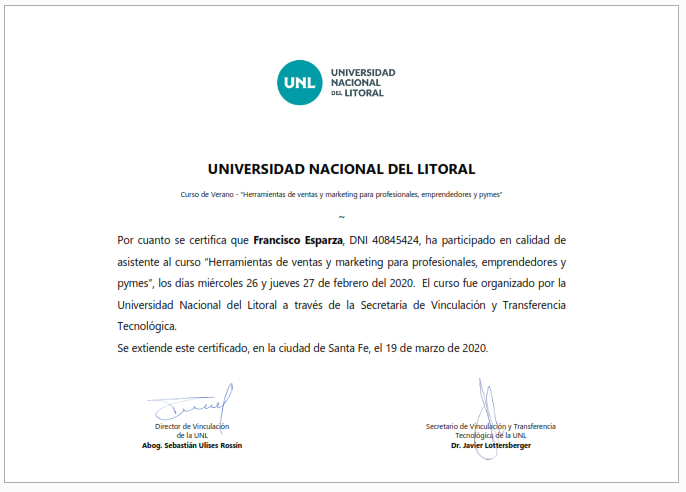 UNL
UNIVERSIDAD
NACIONAL
DEL LITORAL
UNIVERSIDAD NACIONAL DEL LITORAL
Curso de Verano - "Herramientas de ventas y marketing para profesionales, emprendedores y pymes"
~
Por cuanto se certifica que Francisco Esparza, DNI 40845424, ha participado en calidad de
asistente al curso "Herramientas de ventas y marketing para profesionales, emprendedores y
pymes", los días miércoles 26 y jueves 27 de febrero del 2020. El curso fue organizado por la
Universidad Nacional del Litoral a través de la Secretaría de Vinculación y Transferencia
Tecnológica.
Se extiende este certificado, en la ciudad de Santa Fe, el 19 de marzo de 2020.
Director de Vinculación
de la UNL
Abog. Sebastián Ulises Rossin
Secretario de Vinculación y Transferencia
Tecnológica de la UNL
Dr. Javier Lottersberger